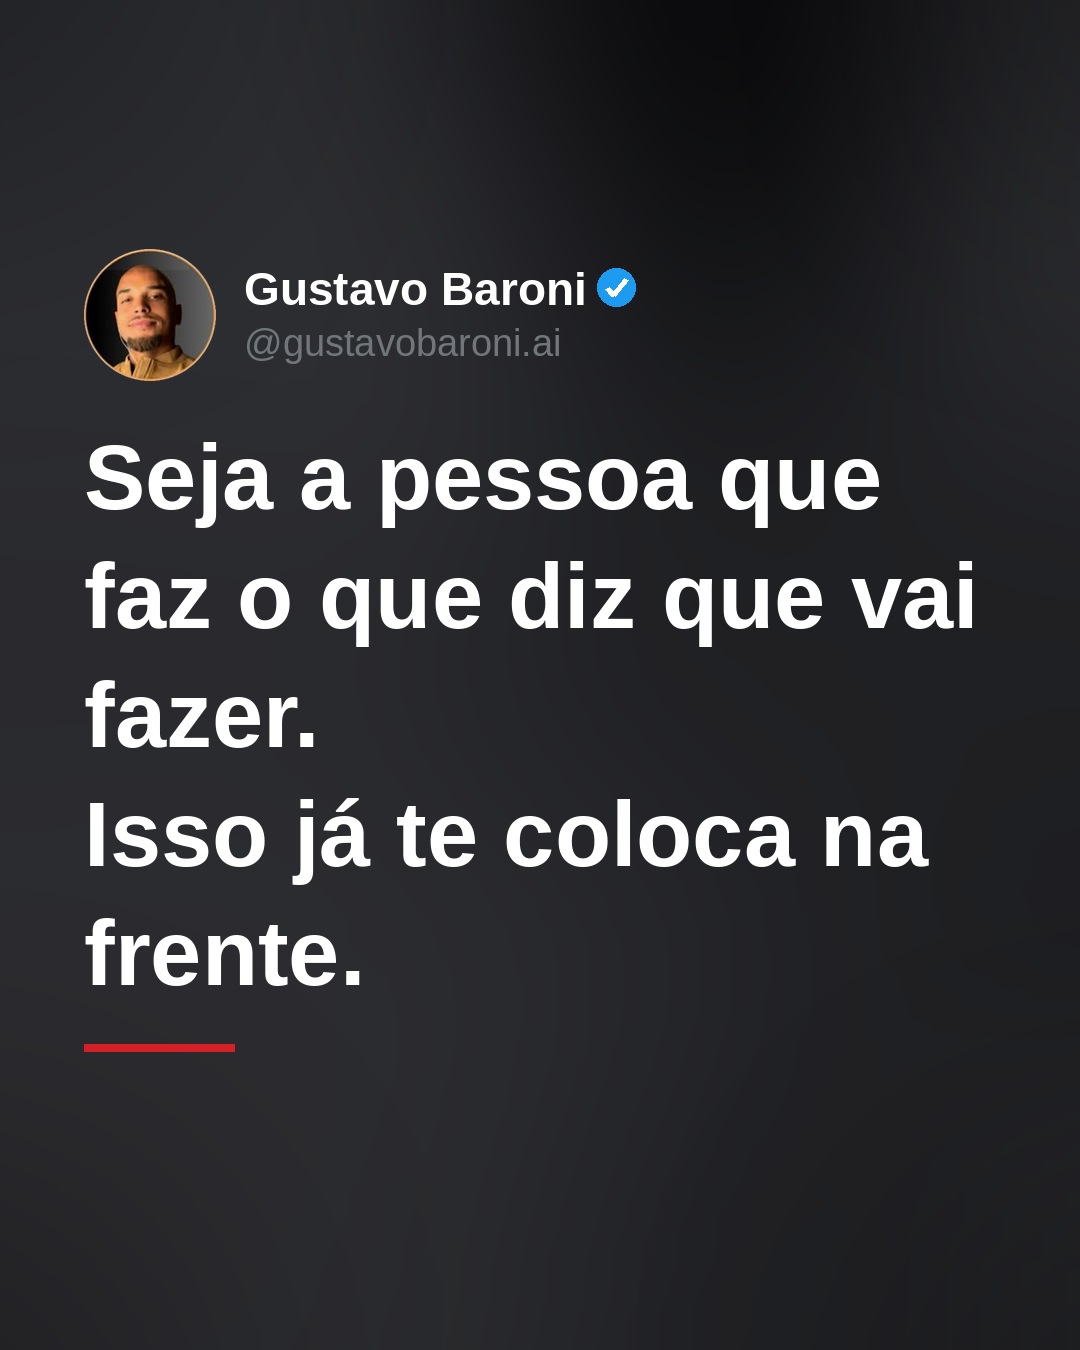 Gustavo Baroni
@gustavobaroni.ai
Seja a pessoa que
faz o que diz que vai
fazer.
Isso já te coloca na
frente.